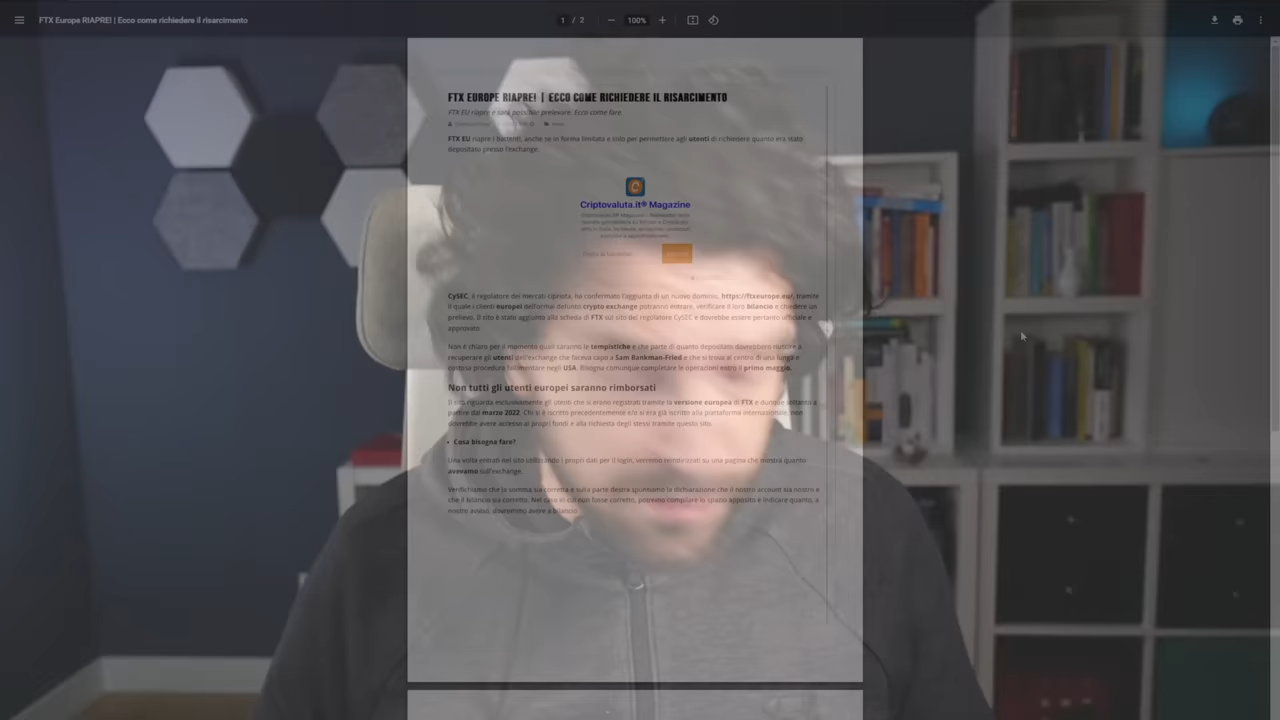 FTX Europe RIAPRE! | Ecco come richiedere il risarcimento
1 / 2
100%
FTX EUROPE RIAPRE! | ECCO COME RICHIEDERE IL RISARCIMENTO
FTX EU riapre e sarà possibile prelevare. Ecco come fare.
FTX EU riapre i battenti, anche se in forma limitata e solo per permettere agli utenti di richiedere quanto era stato
depositato presso l'exchange.
Criptovaluta.it® Magazine
CySEC, il regolatore dei mercati cipriota, ha confermato l'aggiunta di un nuovo dominio, https://ftxeurope.eu/, tramite
il quale i clienti europei dell'ormai defunto crypto exchange potranno entrare, verificare il loro bilancio e chiedere un
prelievo. Il sito è stato aggiunto alla scheda di FTX sul sito del regolatore CySEC e dovrebbe essere pertanto ufficiale e
approvato.
Non è chiaro per il momento quali saranno le tempistiche e che parte di quanto depositato dovrebbero riuscire a
recuperare gli utenti dell'exchange che faceva capo a Sam Bankman-Fried e che si trova al centro di una lunga e
costosa procedura fallimentare negli USA. Bisogna comunque completare le operazioni entro il primo maggio.
Non tutti gli utenti europei saranno rimborsati
Il sito riguarda esclusivamente gli utenti che si erano registrati tramite la versione europea di FTX e dunque soltanto a
partire dal marzo 2022. Chi si è iscritto precedentemente e/o si era già iscritto alla piattaforma internazionale, non
dovrebbe avere accesso ai propri fondi e alla richiesta degli stessi tramite questo sito.
• Cosa bisogna fare?
Una volta entrati nel sito utilizzando i propri dati per il login, verremo reindirizzati su una pagina che mostra quanto
avevamo sull'exchange.
Verifichiamo che la somma sia corretta e sulla parte destra spuntiamo la dichiarazione che il nostro account sia nostro e
che il bilancio sia corretto. Nel caso in cui non fosse corretto, potremo compilare lo spazio apposito e indicare quanto, a
nostro avviso, dovremmo avere a bilancio.